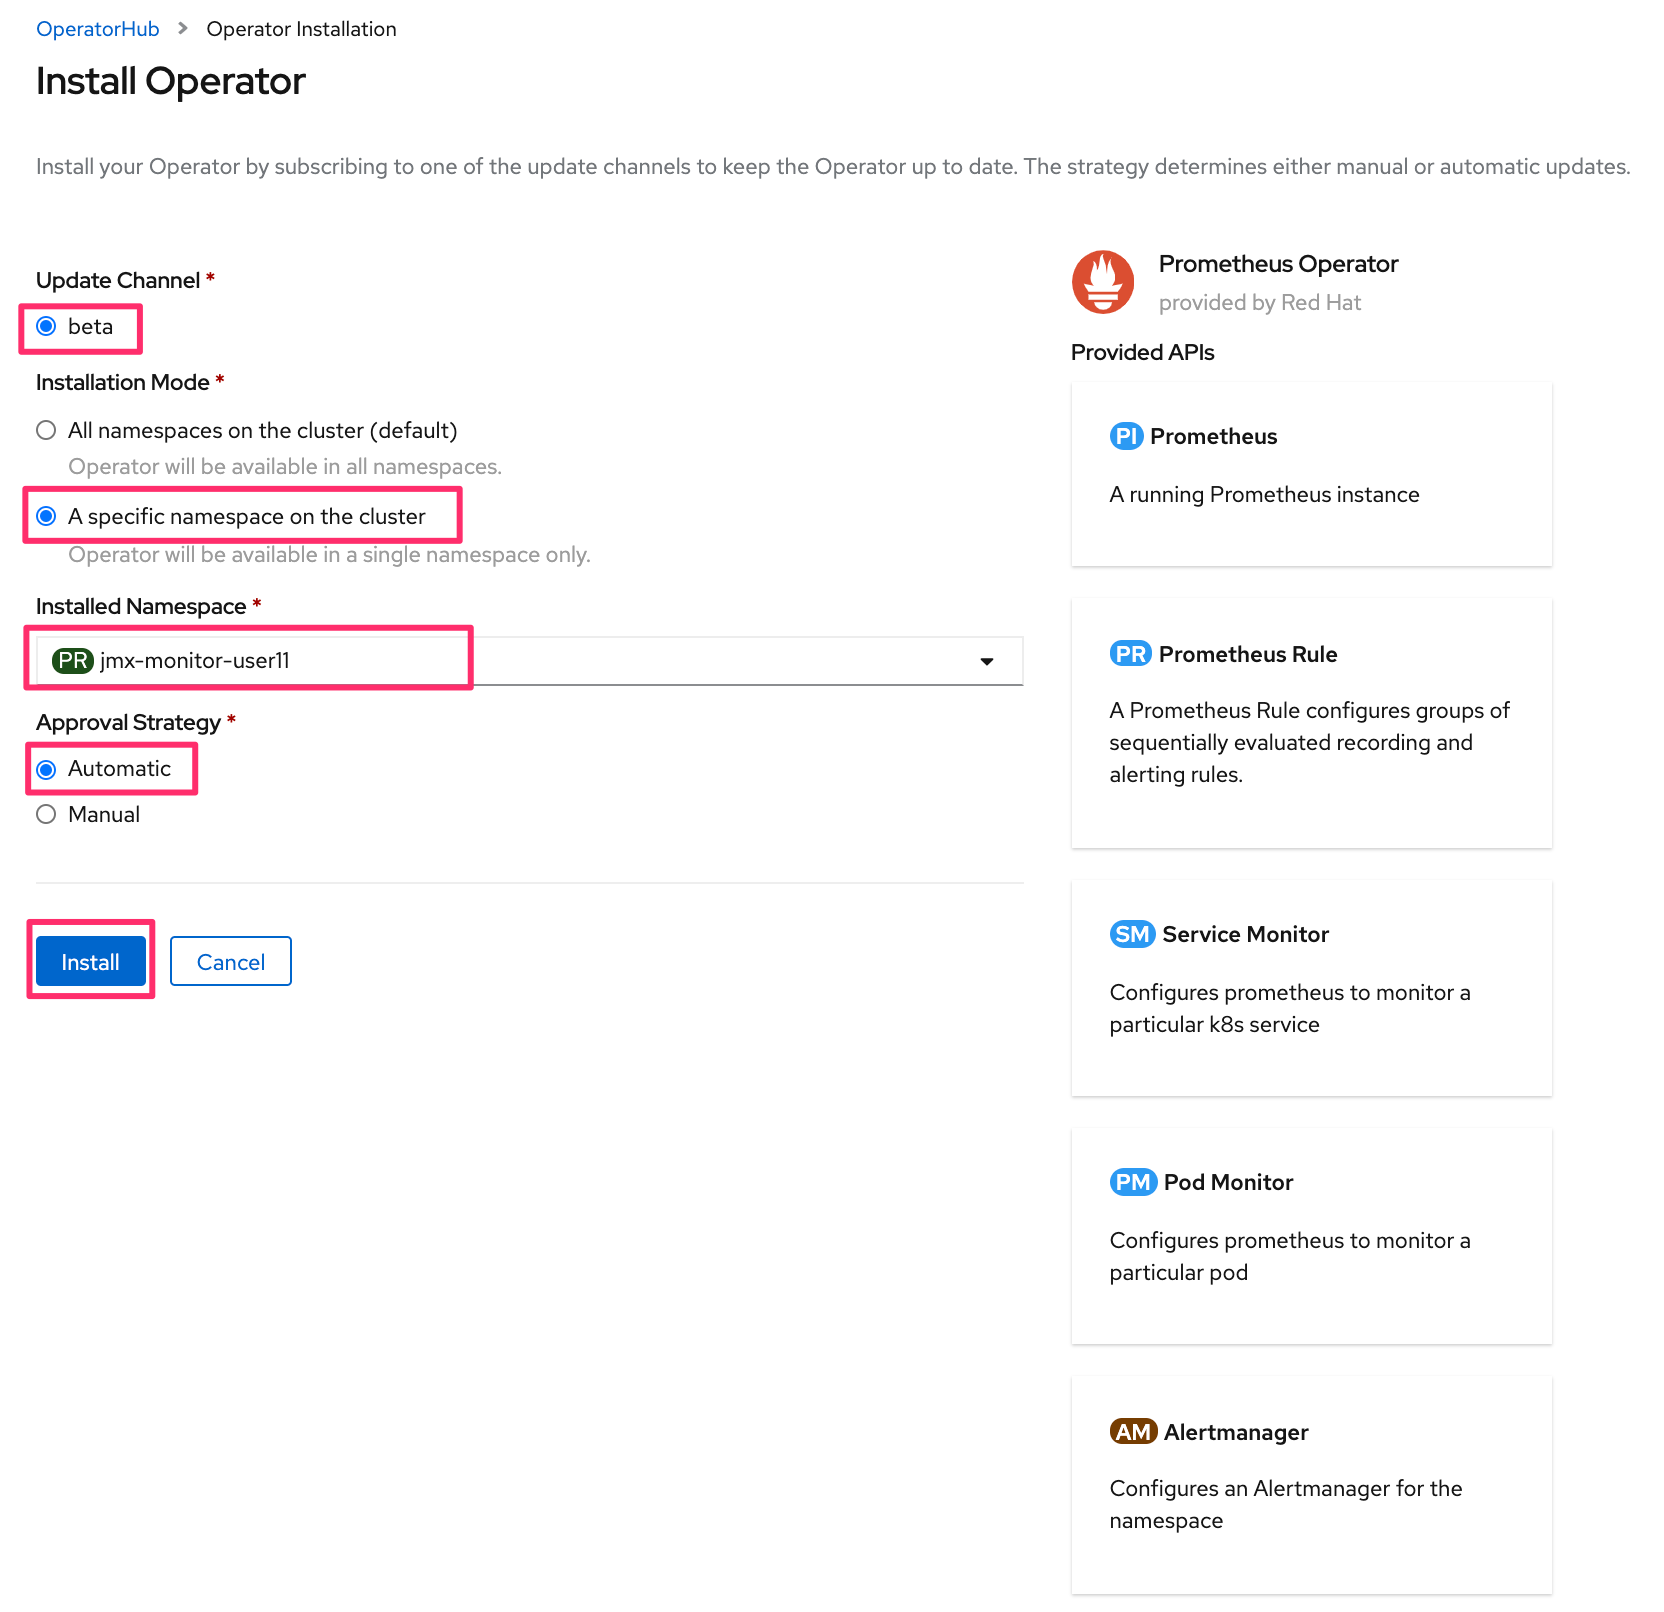 OperatorHub > Operator Installation
Install Operator
Install your Operator by subscribing to one of the update channels to keep the Operator up to date. The strategy determines either manual or automatic updates.
Update Channel *
beta
Installation Mode *
All namespaces on the cluster (default)
Operator will be available in all namespaces.
A specific namespace on the cluster
Operator will be available in a single namespace only.
Installed Namespace *
PR jmx-monitor-user11
Approval Strategy *
Automatic
Manual
Install
Cancel
Prometheus Operator
provided by Red Hat
Provided APIs
PI Prometheus
A running Prometheus instance
PR Prometheus Rule
A Prometheus Rule configures groups of
sequentially evaluated recording and
alerting rules.
SM Service Monitor
Configures prometheus to monitor a
particular k8s service
PM Pod Monitor
Configures prometheus to monitor a
particular pod
AM Alertmanager
Configures an Alertmanager for the
namespace